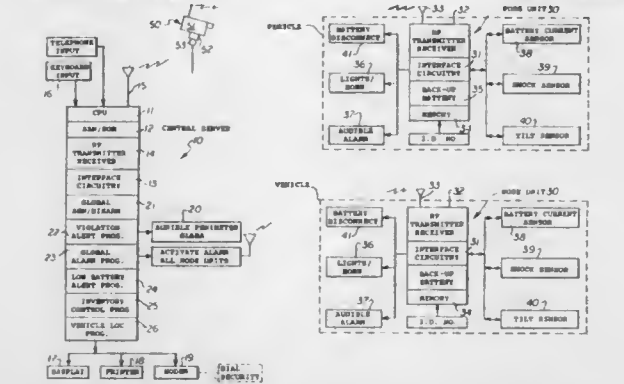 TELEPHONE
INPUT
KEYBOARD
INPUT
16
50
51
53
52
15
CPU
11
RAM/ROM
12
CENTRAL SERVER
10
RF
TRANSMITTER
RECEIVER
14
INTERFACE
CIRCUITRY
13
GLOBAL
ARM/DISARM
21
VIOLATION
ALERT PROG.
22
GLOBAL
ALARM PROG.
23
LOW BATTERY
ALERT PROG.
24
INVENTORY
CONTROL PROG
25
VEHICLE LOC
PROG.
26
20
AUDIBLE PERIMETER
ALARM
ACTIVATE ALARM
ALL NODE UNITS
17
DISPLAY
18
PRINTER
19
MODEM
DIAL
SECURITY
VEHICLE
BATTERY
DISCONNECT
41
36
LIGHTS/
HORN
37
AUDIBLE
ALARM
33
32
RF
TRANSMITTER
RECEIVER
INTERFACE
CIRCUITRY
31
BACK-UP
BATTERY
35
MEMORY
34
I.D. NO
NODE UNIT 30
BATTERY CURRENT
SENSOR
38
39
SHOCK SENSOR
40
TILT SENSOR
VEHICLE
BATTERY
DISCONNECT
41
36
LIGHTS/
HORN
37
AUDIBLE
ALARM
33
32
RF
TRANSMITTER
RECEIVER
INTERFACE
CIRCUITRY
31
BACK-UP
BATTERY
MEMORY
34
I.D. NO
NODE UNIT 30
BATTERY CURRENT
SENSOR
38
39
SHOCK SENSOR
40
TILT SENSOR